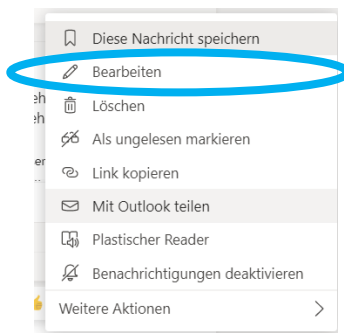 Diese Nachricht speichern
Bearbeiten
Löschen
Als ungelesen markieren
Link kopieren
Mit Outlook teilen
Plastischer Reader
Benachrichtigungen deaktivieren
Weitere Aktionen